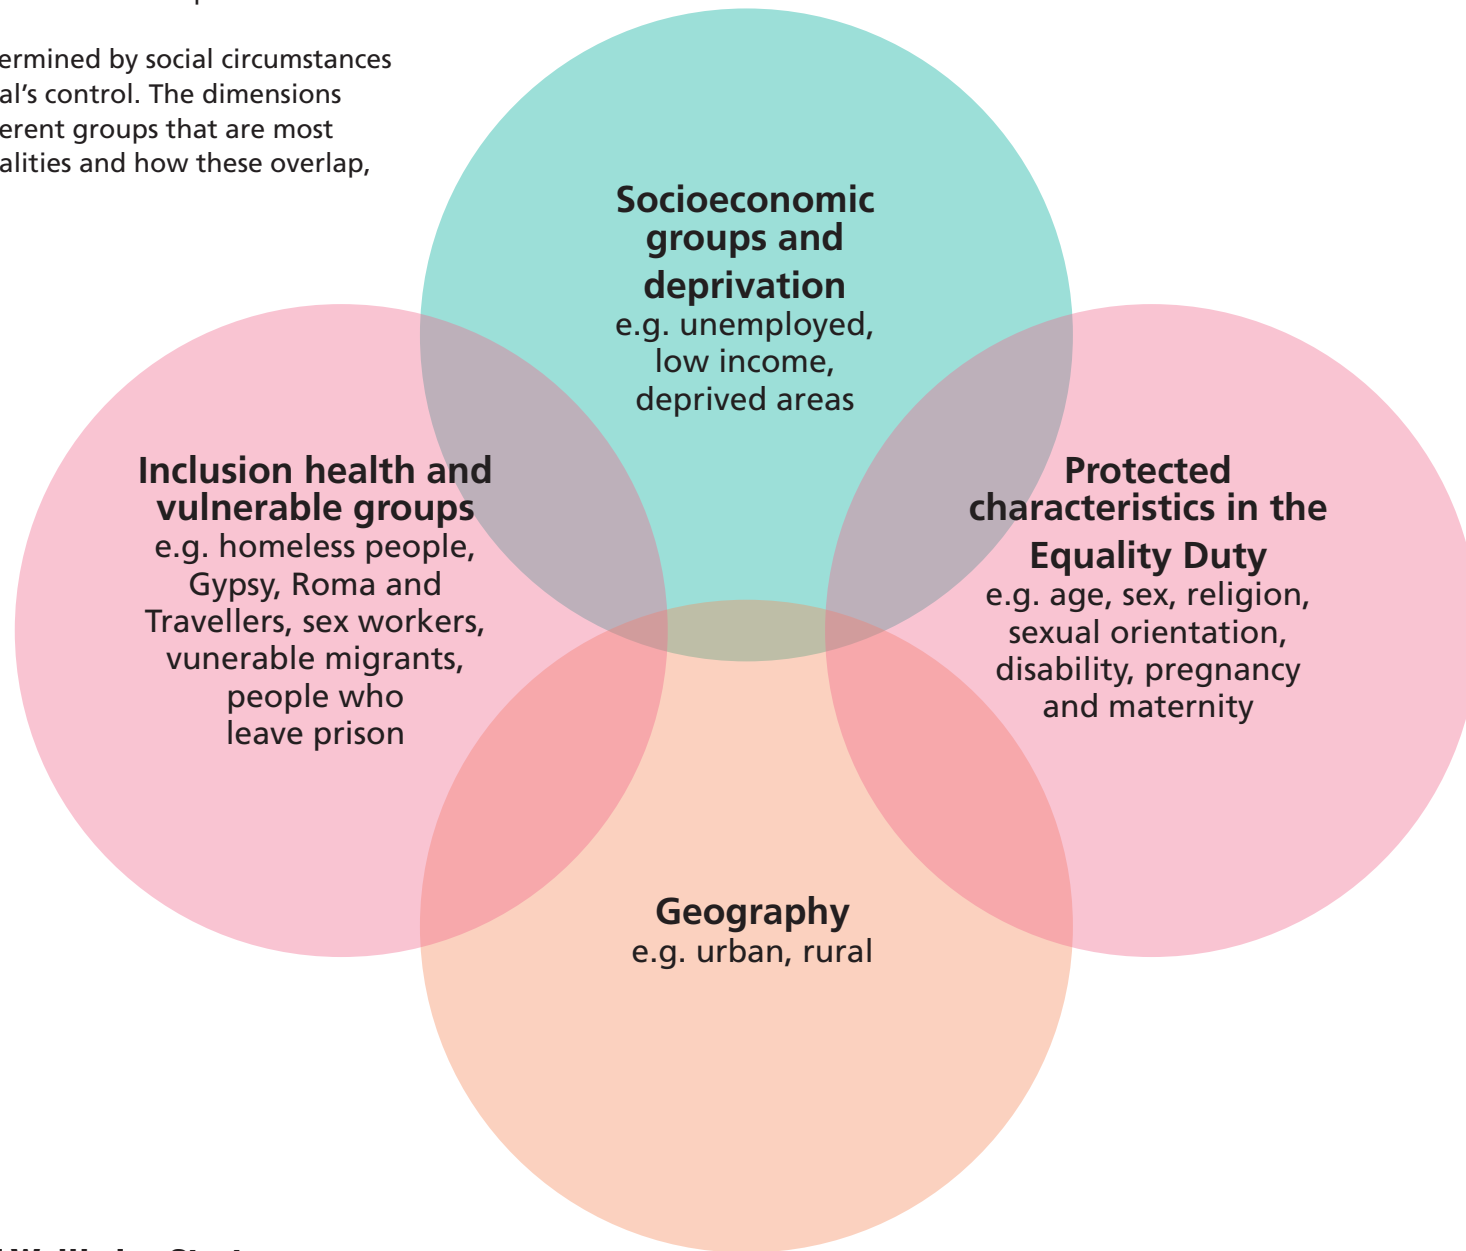 ermined by social circumstances
al's control. The dimensions
erent groups that are most
alities and how these overlap,
Socioeconomic
groups and
deprivation
e.g. unemployed,
low income,
deprived areas
Inclusion health and
vulnerable groups
e.g. homeless people,
Gypsy, Roma and
Travellers, sex workers,
vunerable migrants,
people who
leave prison
Protected
characteristics in the
Equality Duty
e.g. age, sex, religion,
sexual orientation,
disability, pregnancy
and maternity
Geography
e.g. urban, rural